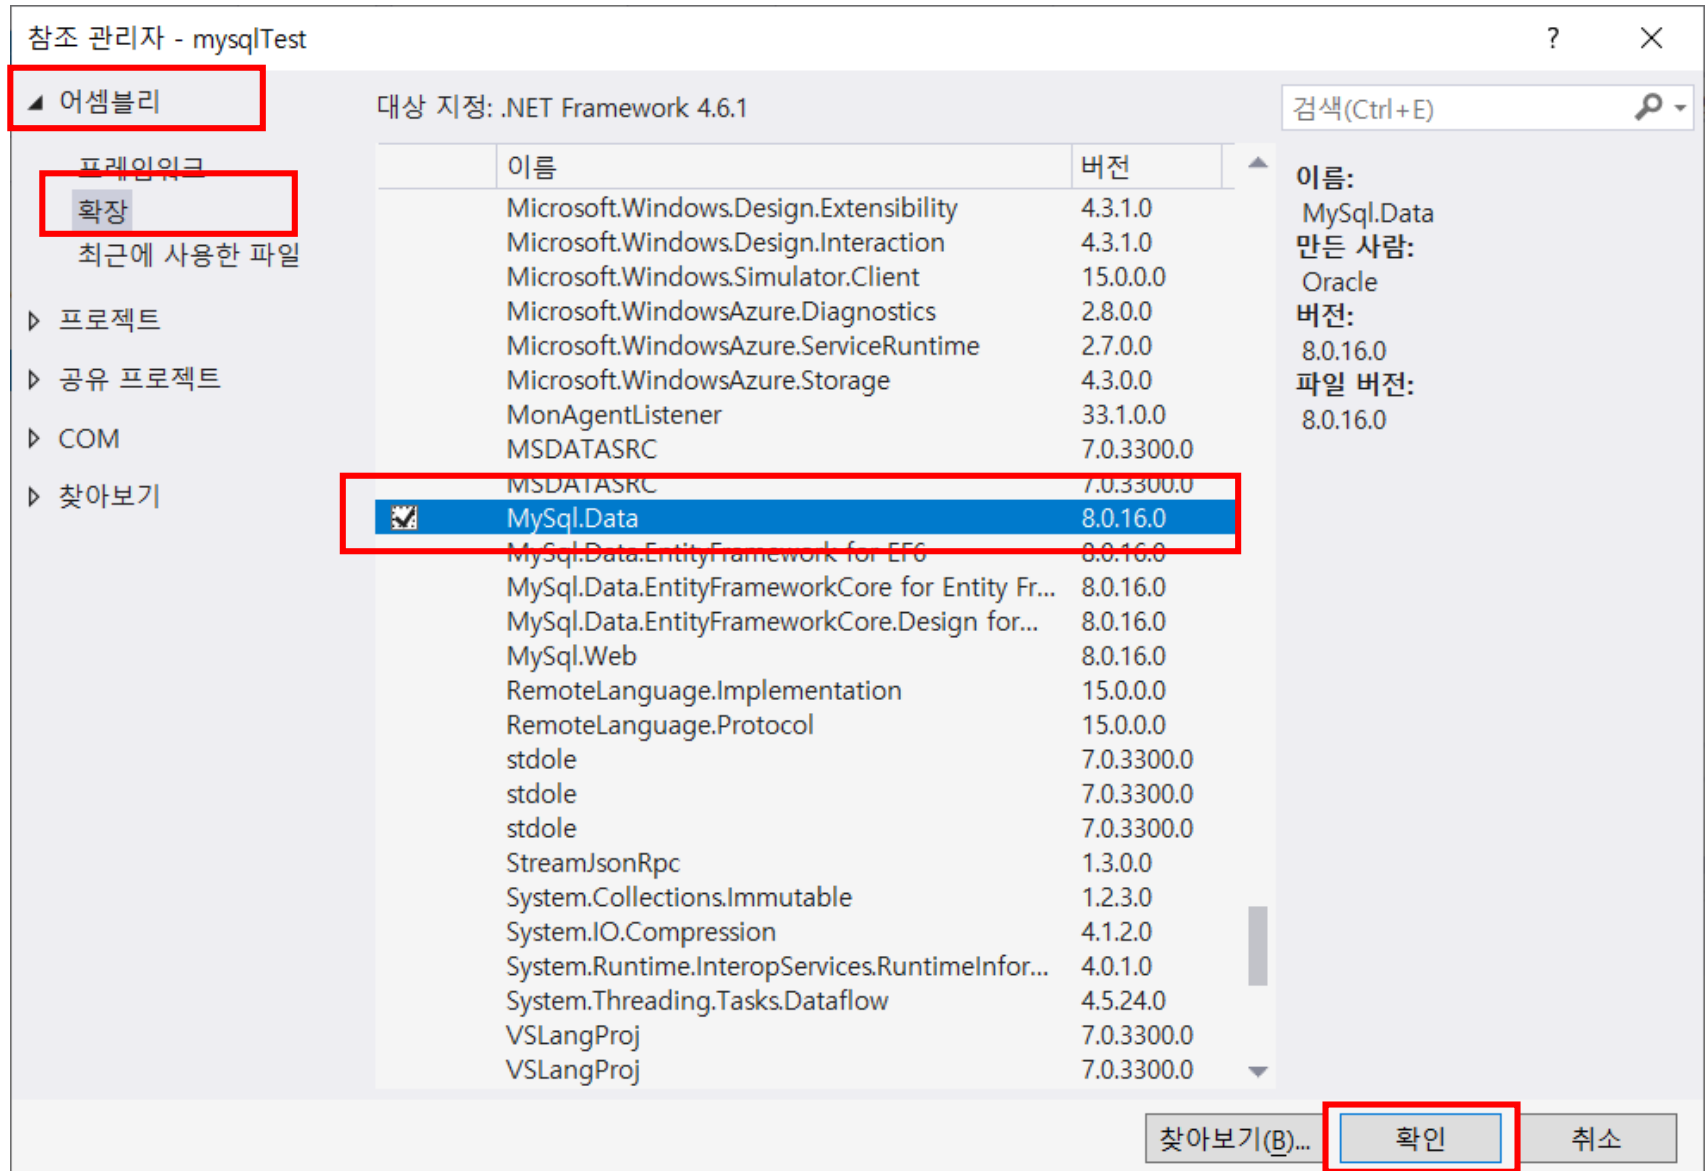 참조 관리자 - mysqlTest
?
어셈블리
프레임워크
확장
최근에 사용한 파일
프로젝트
공유 프로젝트
COM
찾아보기
대상 지정: .NET Framework 4.6.1
검색(Ctrl+E)
이름 버전
Microsoft.Windows.Design.Extensibility 4.3.1.0
Microsoft.Windows.Design.Interaction 4.3.1.0
Microsoft.Windows.Simulator.Client 15.0.0.0
Microsoft.WindowsAzure.Diagnostics 2.8.0.0
Microsoft.WindowsAzure.ServiceRuntime 2.7.0.0
Microsoft.WindowsAzure.Storage 4.3.0.0
MonAgentListener 33.1.0.0
MSDATASRC 7.0.3300.0
MSDATASRC 7.0.3300.0
MySql.Data 8.0.16.0
MySql.Data.EntityFramework for EF6 8.0.16.0
MySql.Data.EntityFrameworkCore for Entity Fr... 8.0.16.0
MySql.Data.EntityFrameworkCore.Design for... 8.0.16.0
MySql.Web 8.0.16.0
RemoteLanguage.Implementation 15.0.0.0
RemoteLanguage.Protocol 15.0.0.0
stdole 7.0.3300.0
stdole 7.0.3300.0
stdole 7.0.3300.0
StreamJsonRpc 1.3.0.0
System.Collections.Immutable 1.2.3.0
System.IO.Compression 4.1.2.0
System.Runtime.InteropServices.RuntimeInfor... 4.0.1.0
System.Threading.Tasks.Dataflow 4.5.24.0
VSLangProj 7.0.3300.0
VSLangProj 7.0.3300.0
이름:
MySql.Data
만든 사람:
Oracle
버전:
8.0.16.0
파일 버전:
8.0.16.0
찾아보기(B)... 확인 취소